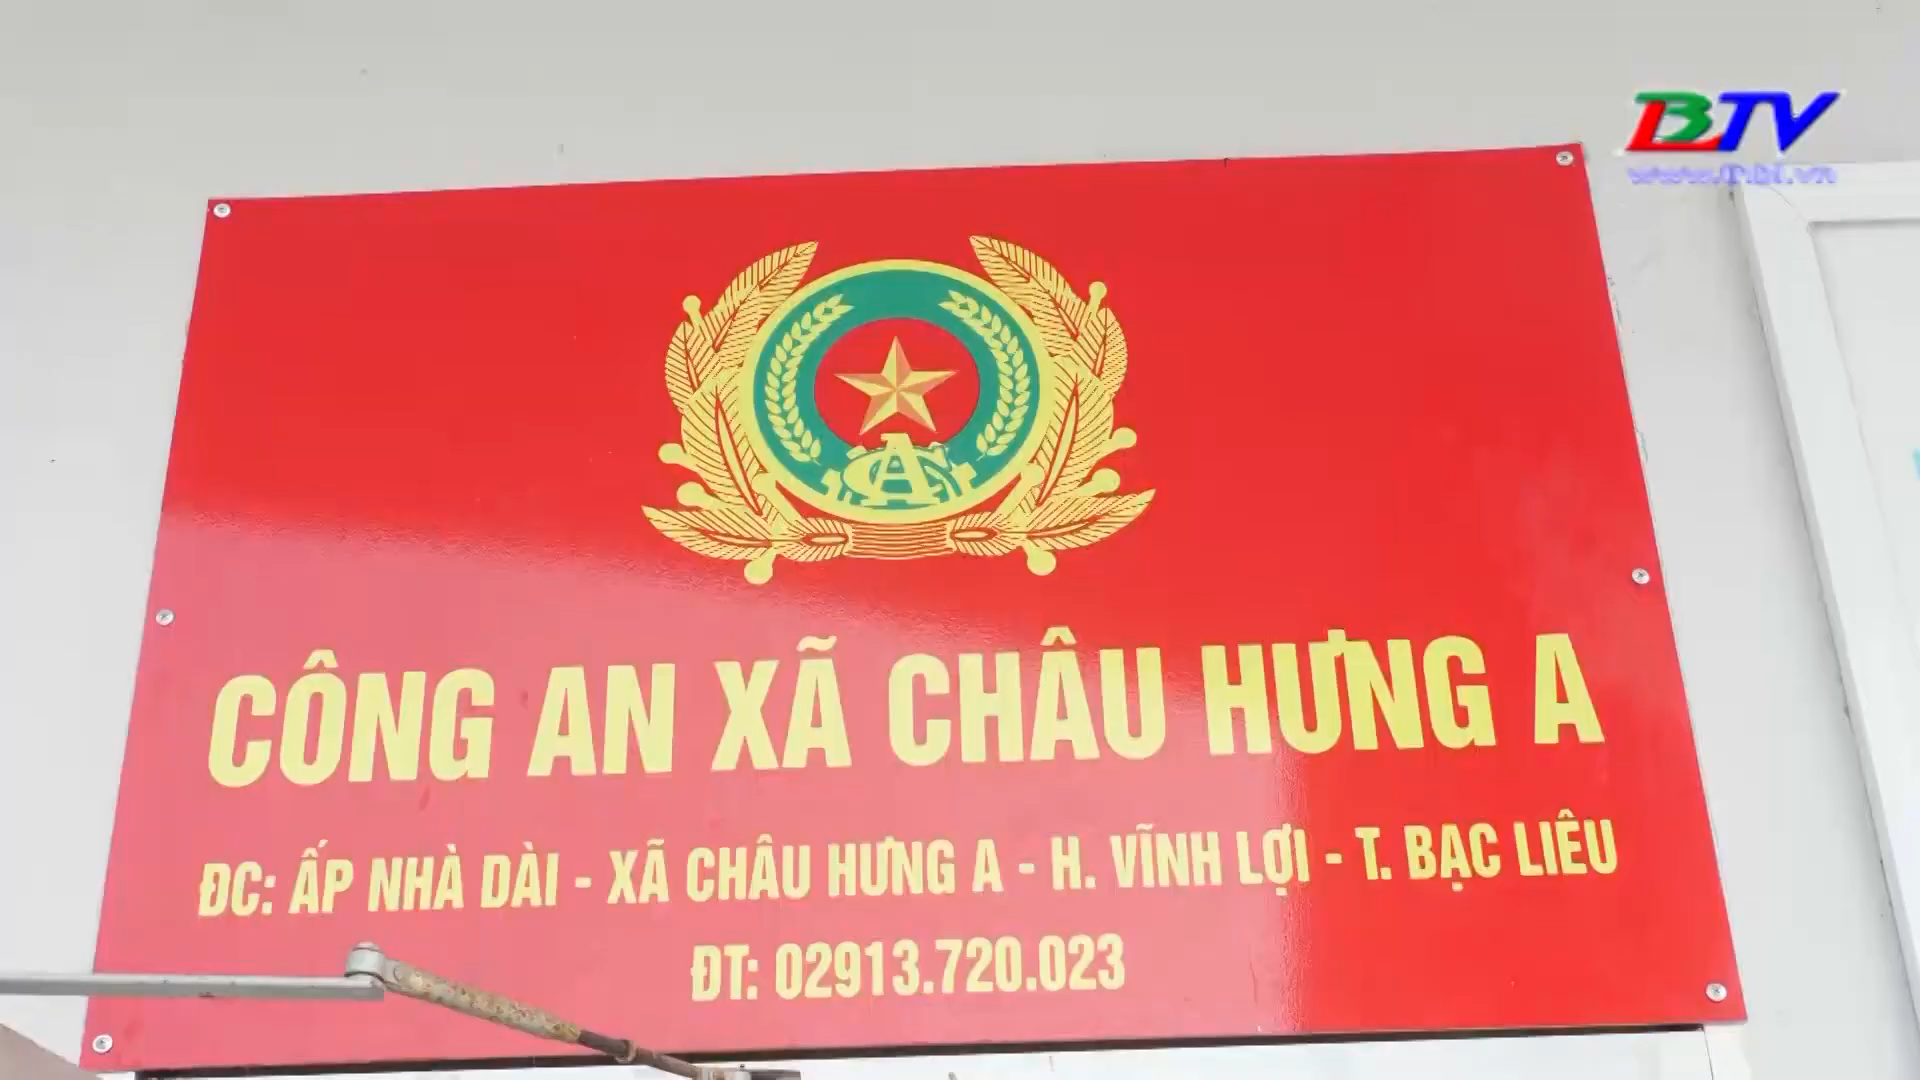 BTV
CÔNG AN XÃ CHÂU HƯNG A
ĐC: ẤP NHÀ DÀI - XÃ CHÂU HƯNG A - H. VĨNH LỢI - T. BẠC LIÊU
ĐT: 02913.720.023